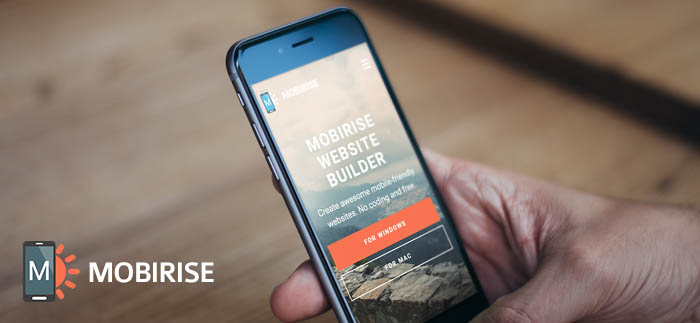 M MOBIRISE
MOBIRISE
WEBSITE
BUILDER
Create awesome mobile-friendly
websites. No coding and free.
FOR WINDOWS
FOR MAC
M MOBIRISE